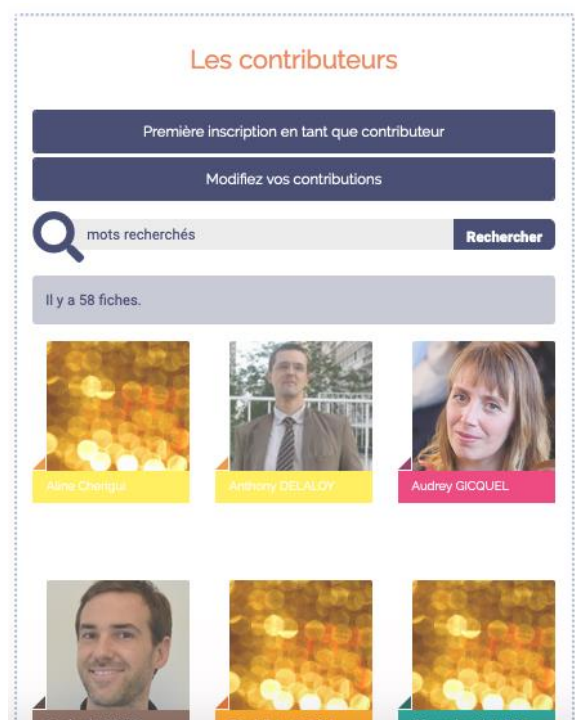 Les contributeurs
Première inscription en tant que contributeur
Modifiez vos contributions
mots recherchés
Rechercher
Il y a 58 fiches.
Aline Cherigui
Anthony DELALOY
Audrey GICQUEL